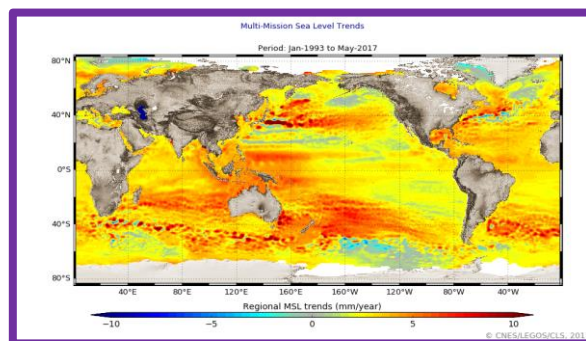 Multi-Mission Sea Level Trends
Period: Jan-1993 to May-2017
80°N
40°N
0°N
40°S
80°S
40°E
80°E
120°E
160°E
160°W
120°W
80°W
40°W
Regional MSL trends (mm/year)
−10
−5
0
5
10
© CNES/LEGOS/CLS, 201